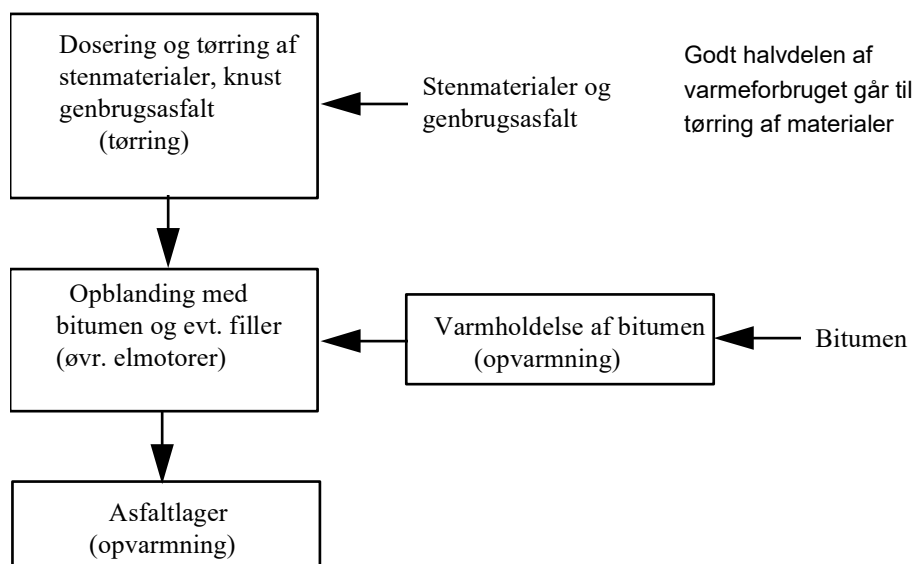 Dosering og tørring af
stenmaterialer, knust
genbrugsasfalt
(tørring)
Stenmaterialer og
genbrugsasfalt
Godt halvdelen af
varmeforbruget går til
tørring af materialer
Opblanding med
bitumen og evt. filler
(øvr. elmotorer)
Varmholdelse af bitumen
(opvarmning)
Bitumen
Asfaltlager
(opvarmning)